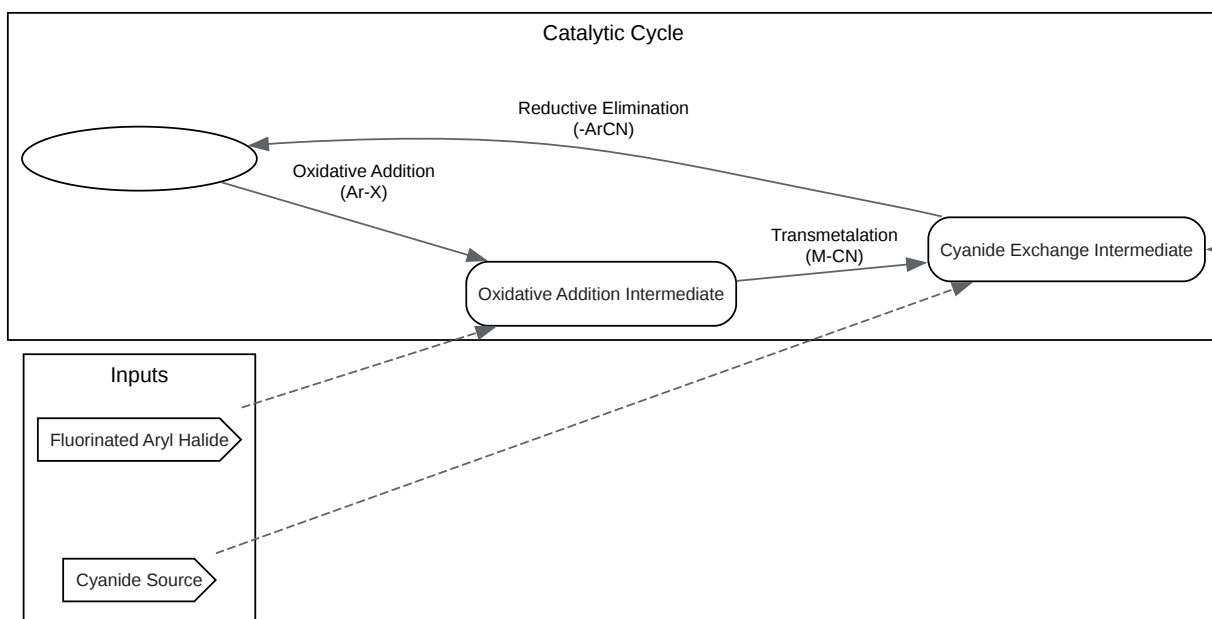 Catalytic Cycle
Reductive Elimination
(-ArCN)
Oxidative Addition
(Ar-X)
Transmetalation
(M-CN)
Cyanide Exchange Intermediate
Oxidative Addition Intermediate
Inputs
Fluorinated Aryl Halide
Cyanide Source